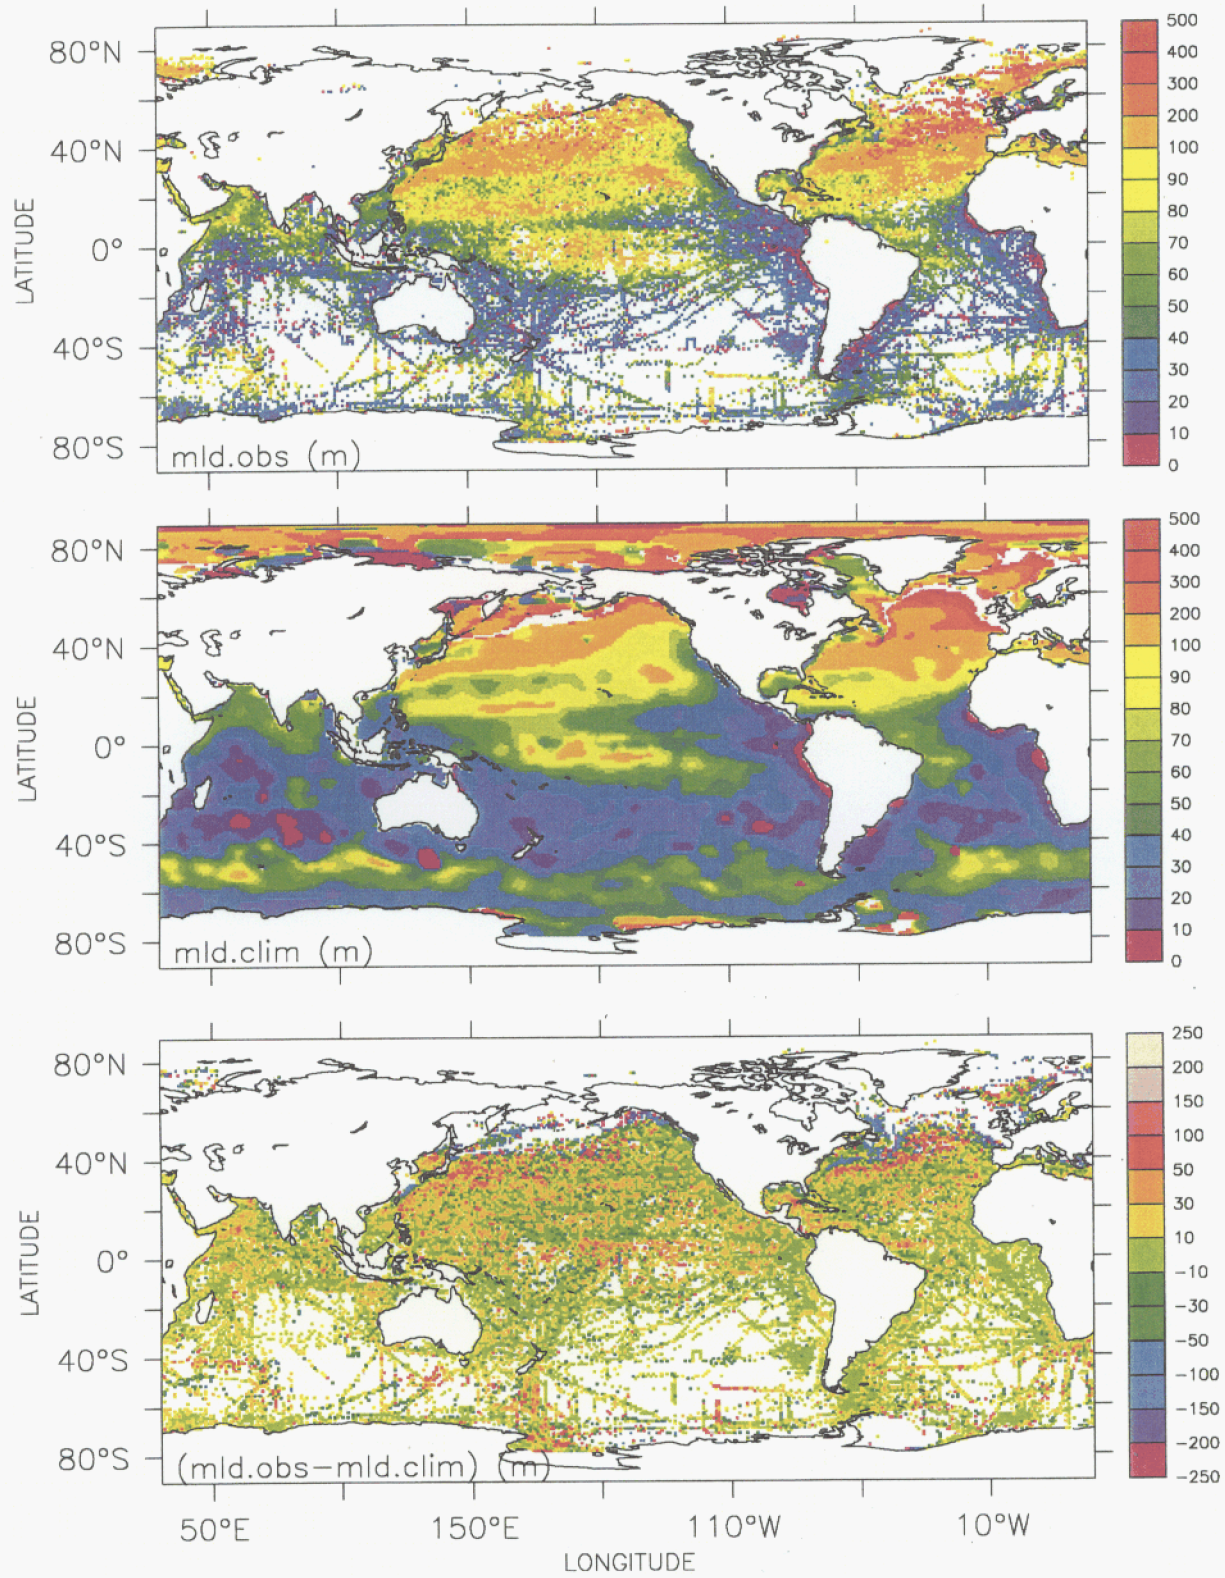 80°N
40°N
0°
40°S
80°S
LATITUDE
mld.obs (m)
500
400
300
200
100
90
80
70
60
50
40
30
20
10
0
80°N
40°N
0°
40°S
80°S
LATITUDE
mld.clim (m)
500
400
300
200
100
90
80
70
60
50
40
30
20
10
0
80°N
40°N
0°
40°S
80°S
LATITUDE
(mld.obs−mld.clim) (m)
250
200
150
100
50
30
10
−10
−30
−50
−100
−150
−200
−250
50°E 150°E 110°W 10°W
LONGITUDE